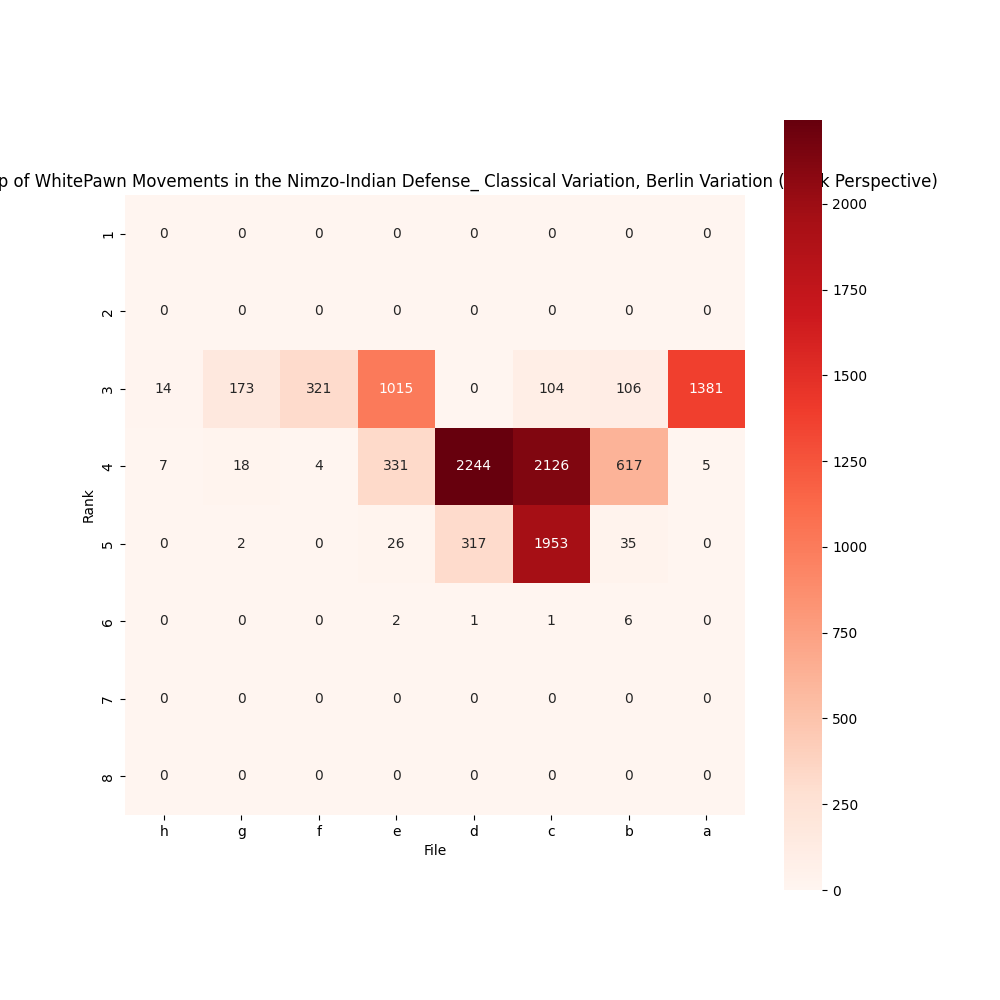 p of WhitePawn Movements in the Nimzo-Indian Defense_ Classical Variation, Berlin Variation ( k Perspective)
1 0 0 0 0 0 0 0 0
2 0 0 0 0 0 0 0 0
3 14 173 321 1015 0 104 106 1381
4 7 18 4 331 2244 2126 617 5
5 0 2 0 26 317 1953 35 0
6 0 0 0 2 1 1 6 0
7 0 0 0 0 0 0 0 0
8 0 0 0 0 0 0 0 0
h g f e d c b a
File
Rank
2000
1750
1500
1250
1000
750
500
250
0